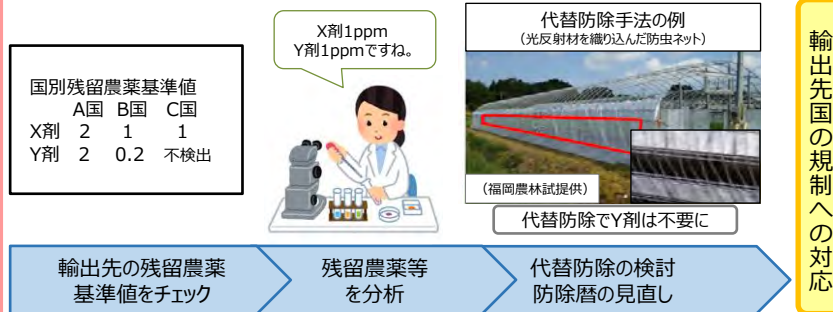 国別残留農薬基準値
A国 B国 C国
X剤 2 1 1
Y剤 2 0.2 不検出
X剤1ppm
Y剤1ppmですね。
代替防除手法の例
（光反射材を織り込んだ防虫ネット）
（福岡農林試提供）
代替防除でY剤は不要に
輸出先の残留農薬
基準値をチェック
残留農薬等
を分析
代替防除の検討
防除暦の見直し
輸出先国の規制への対応